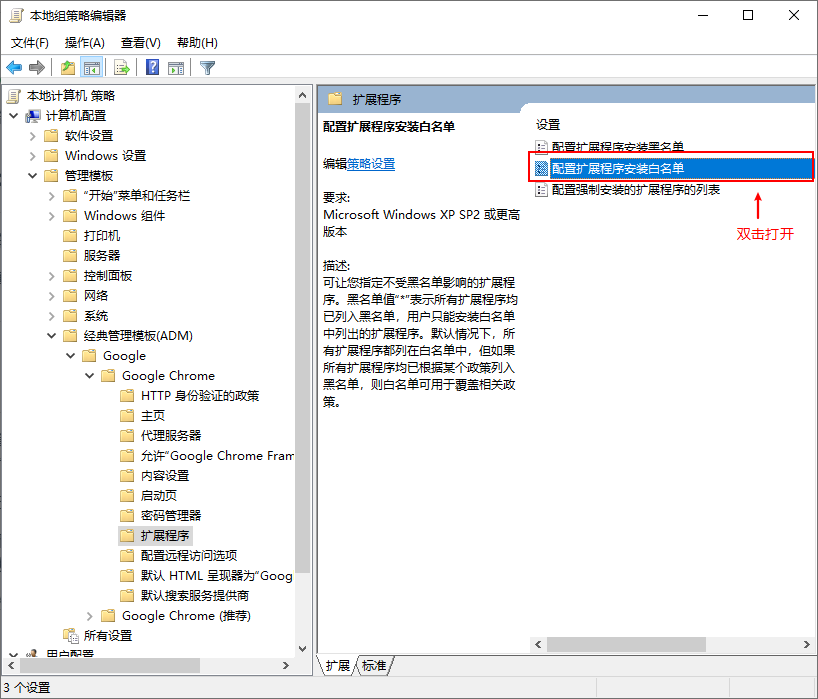 本地组策略编辑器
文件(F) 操作(A) 查看(V) 帮助(H)
本地计算机 策略
计算机配置
软件设置
Windows 设置
管理模板
“开始”菜单和任务栏
Windows 组件
打印机
服务器
控制面板
网络
系统
经典管理模板(ADM)
Google
Google Chrome
HTTP 身份验证的政策
主页
代理服务器
允许“Google Chrome Fram
内容设置
启动页
密码管理器
扩展程序
配置远程访问选项
默认 HTML 呈现器为“Goog
默认搜索服务提供商
Google Chrome (推荐)
所有设置
用户配置
扩展程序
配置扩展程序安装白名单
编辑策略设置
要求:
Microsoft Windows XP SP2 或更高
版本
描述:
可让您指定不受黑名单影响的扩展程
序。黑名单值“*”表示所有扩展程序均
已列入黑名单，用户只能安装白名单
中列出的扩展程序。默认情况下，所
有扩展程序都列在白名单中，但如果
所有扩展程序均已根据某个政策列入
黑名单，则白名单可用于覆盖相关政
策。
设置
配置扩展程序安装黑名单
配置扩展程序安装白名单
配置强制安装的扩展程序的列表
双击打开
扩展 标准
3 个设置